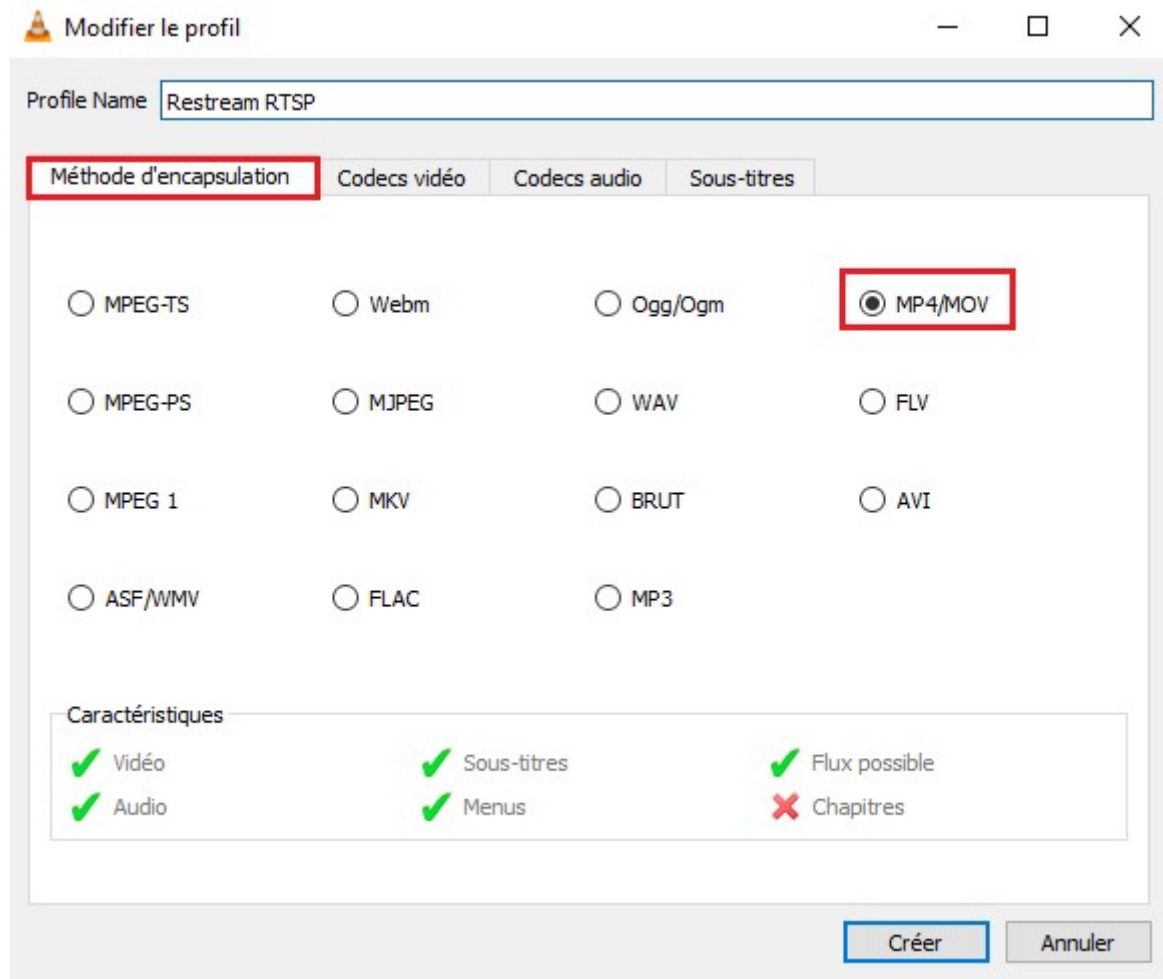 Modifier le profil
Profile Name Restream RTSP
Méthode d'encapsulation Codecs vidéo Codecs audio Sous-titres
MPEG-TS Webm Ogg/Ogm MP4/MOV
MPEG-PS MJPEG WAV FLV
MPEG 1 MKV BRUT AVI
ASF/WMV FLAC MP3
Caractéristiques
Vidéo Sous-titres Flux possible
Audio Menus Chapitres
Créer Annuler